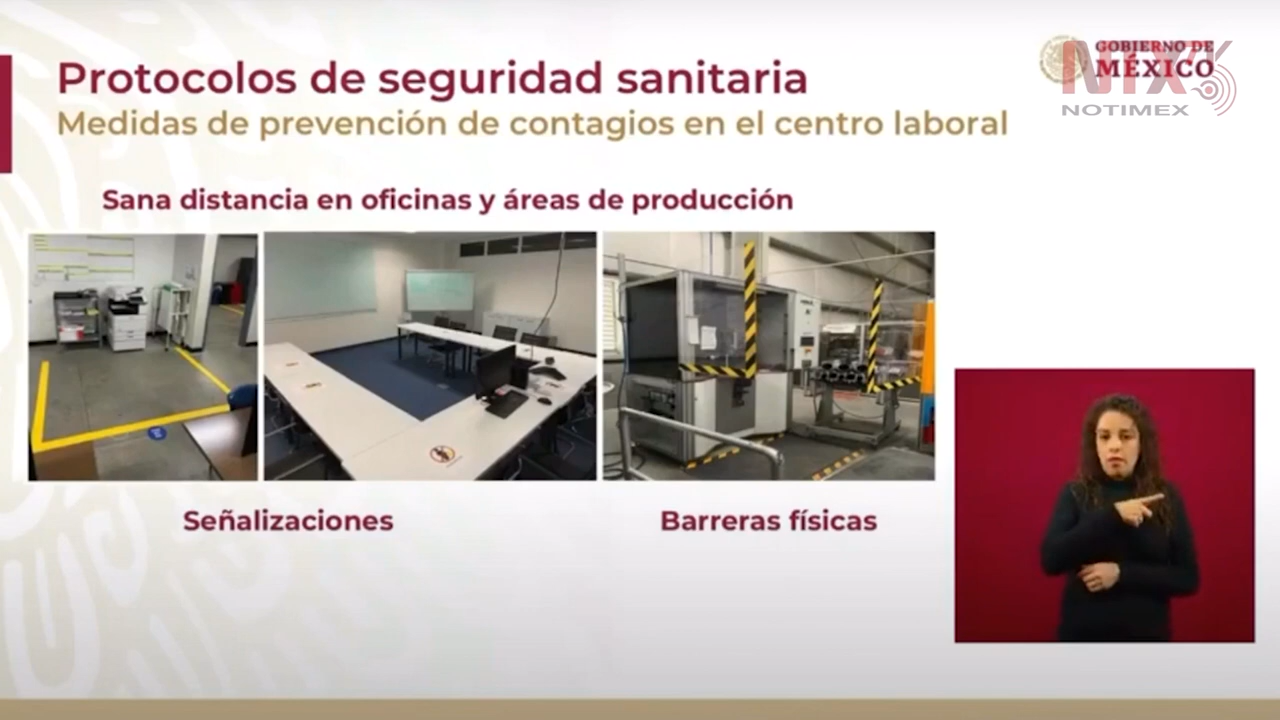 Protocolos de seguridad sanitaria
Medidas de prevención de contagios en el centro laboral
GOBIERNO DE
MÉXICO
NTX
NOTIMEX
Sana distancia en oficinas y áreas de producción
Señalizaciones
Barreras físicas